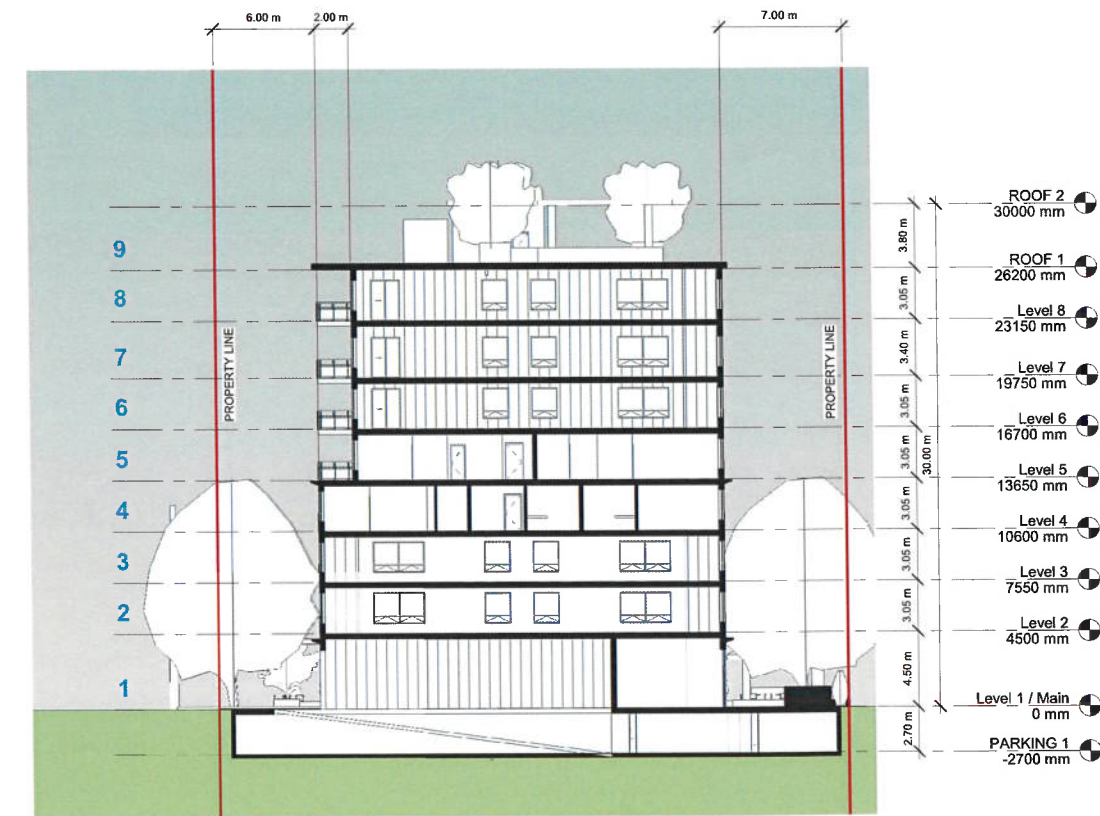 6.00 m
2.00 m
7.00 m
ROOF 2
30000 mm
3.80 m
9
ROOF 1
26200 mm
8
3.05 m
Level 8
23150 mm
PROPERTY LINE
PROPERTY LINE
7
3.40 m
Level 7
19750 mm
6
3.05 m
Level 6
16700 mm
5
3.05 m
30.00 m
Level 5
13650 mm
4
3.05 m
Level 4
10600 mm
3
3.05 m
Level 3
7550 mm
2
3.05 m
Level 2
4500 mm
1
4.50 m
Level 1 / Main
0 mm
2.70 m
PARKING 1
-2700 mm